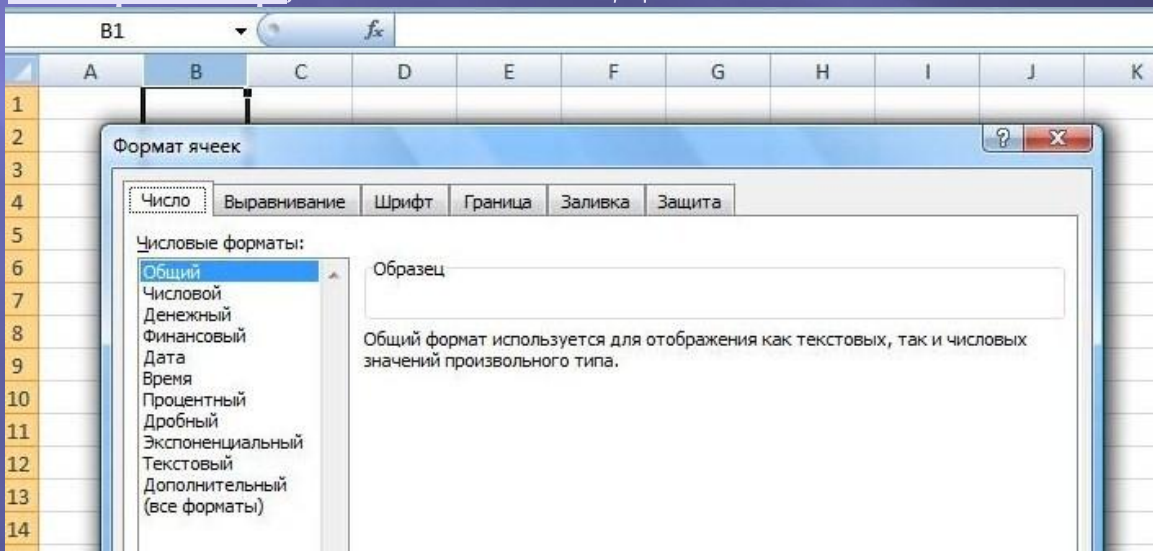 B1 fx
A B C D E F G H I J K
1
2
3
4
5
6
7
8
9
10
11
12
13
14
Формат ячеек
Число Выравнивание Шрифт Граница Заливка Защита
Числовые форматы:
Общий
Числовой
Денежный
Финансовый
Дата
Время
Процентный
Дробный
Экспоненциальный
Текстовый
Дополнительный
(все форматы)
Образец
Общий формат используется для отображения как текстовых, так и числовых
значений произвольного типа.